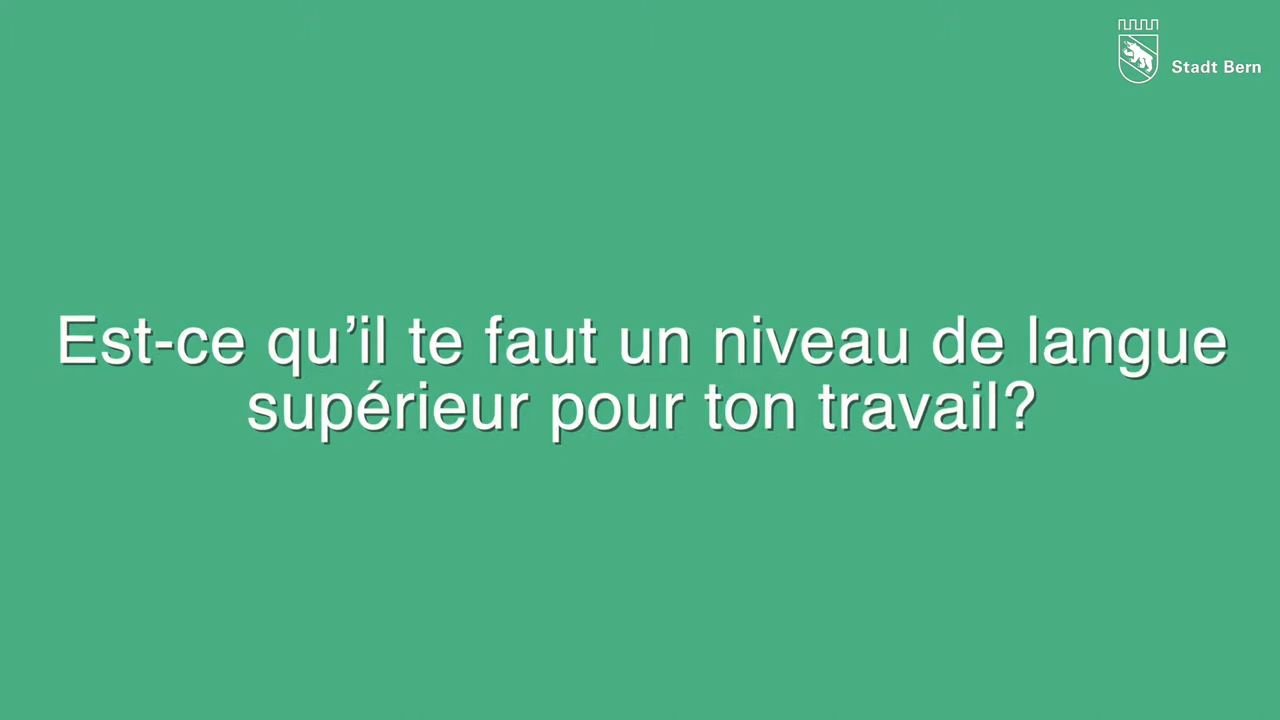 Stadt Bern
Est-ce qu’il te faut un niveau de langue
supérieur pour ton travail?